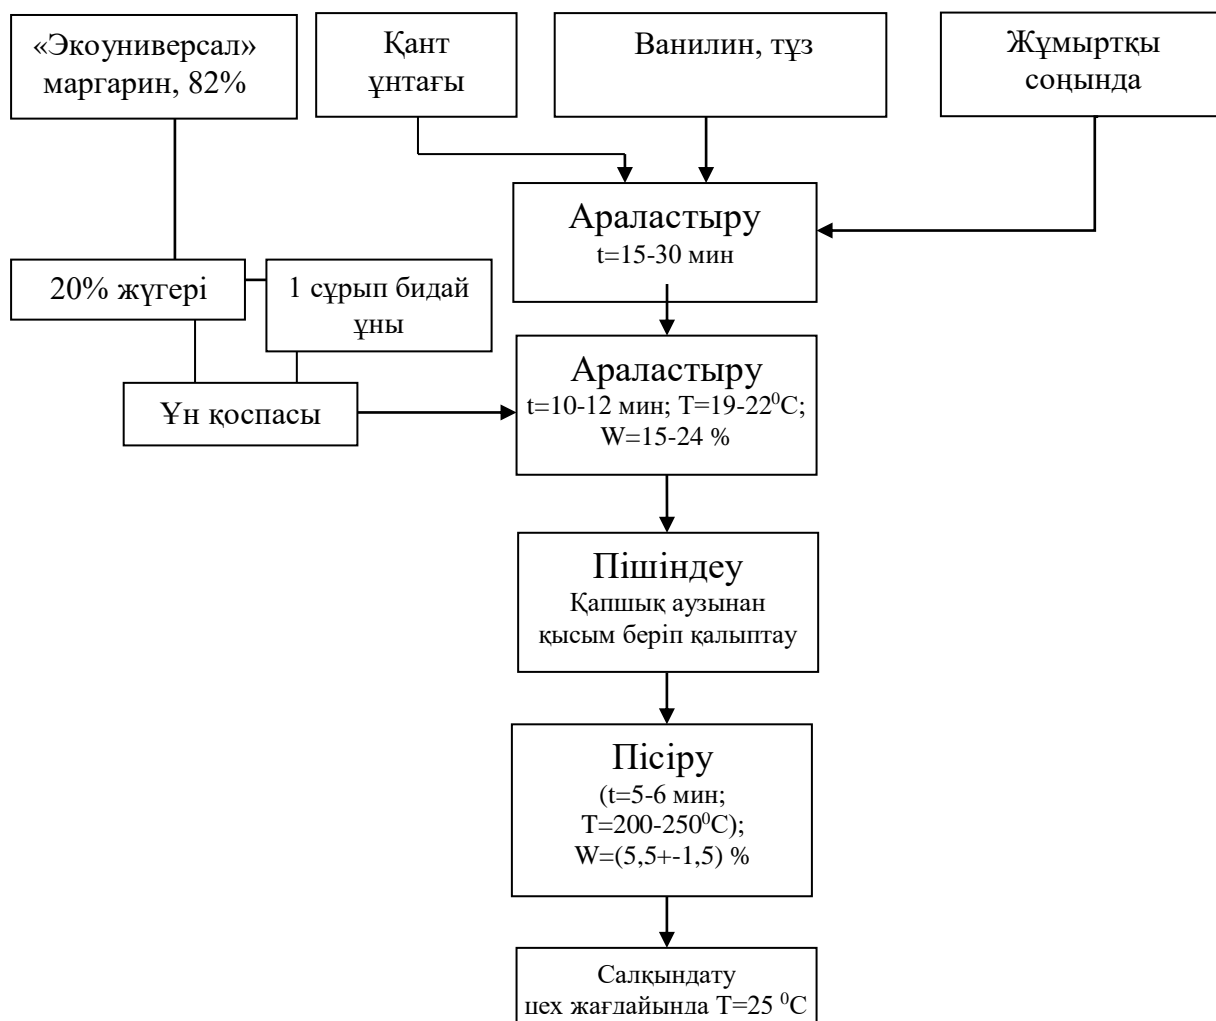 «Экоуниверсал»
маргарин, 82%
Қант
ұнтағы
Ванилин, тұз
Жұмыртқы
соңында
Араластыру
t=15-30 мин
20% жүгері
1 сұрып бидай
ұны
Ұн қоспасы
Араластыру
t=10-12 мин; T=19-22⁰C;
W=15-24 %
Пішіндеу
Қапшық аузынан
қысым беріп қалыптау
Пісіру
(t=5-6 мин;
T=200-250⁰C);
W=(5,5+-1,5) %
Салқындату
цех жағдайында T=25 ⁰C